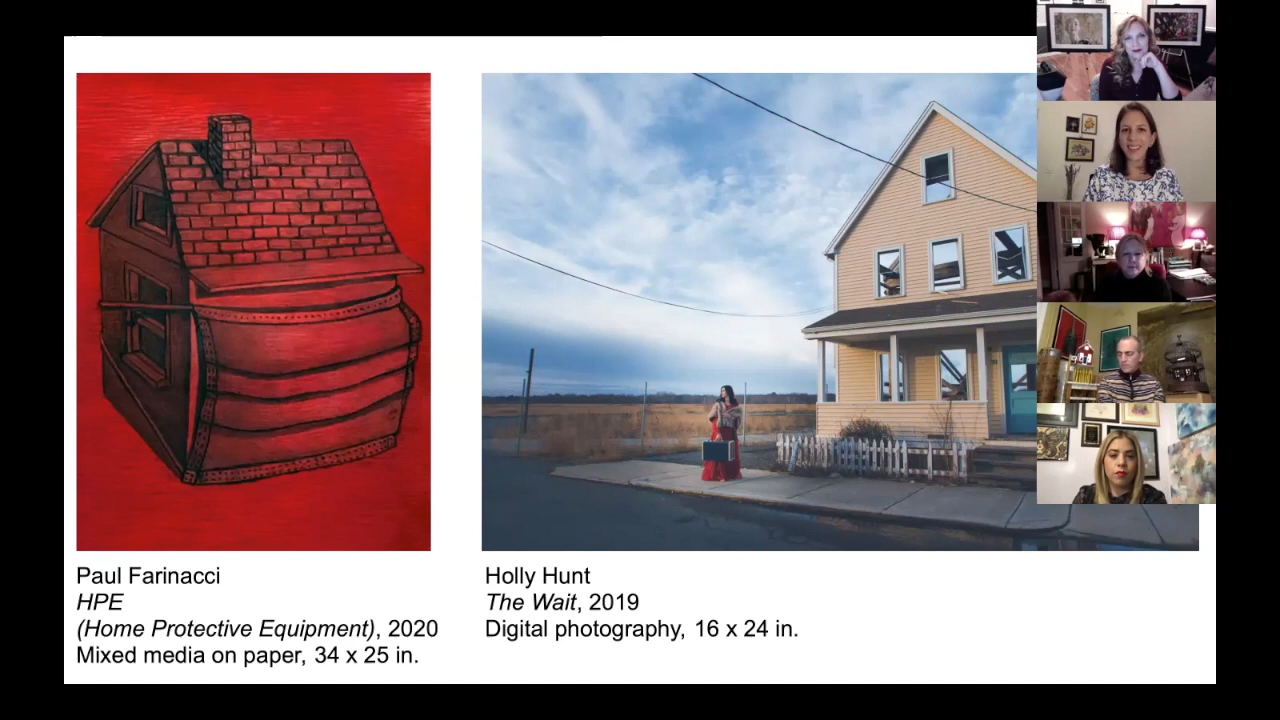 Paul Farinacci
HPE
(Home Protective Equipment), 2020
Mixed media on paper, 34 x 25 in.
Holly Hunt
The Wait, 2019
Digital photography, 16 x 24 in.